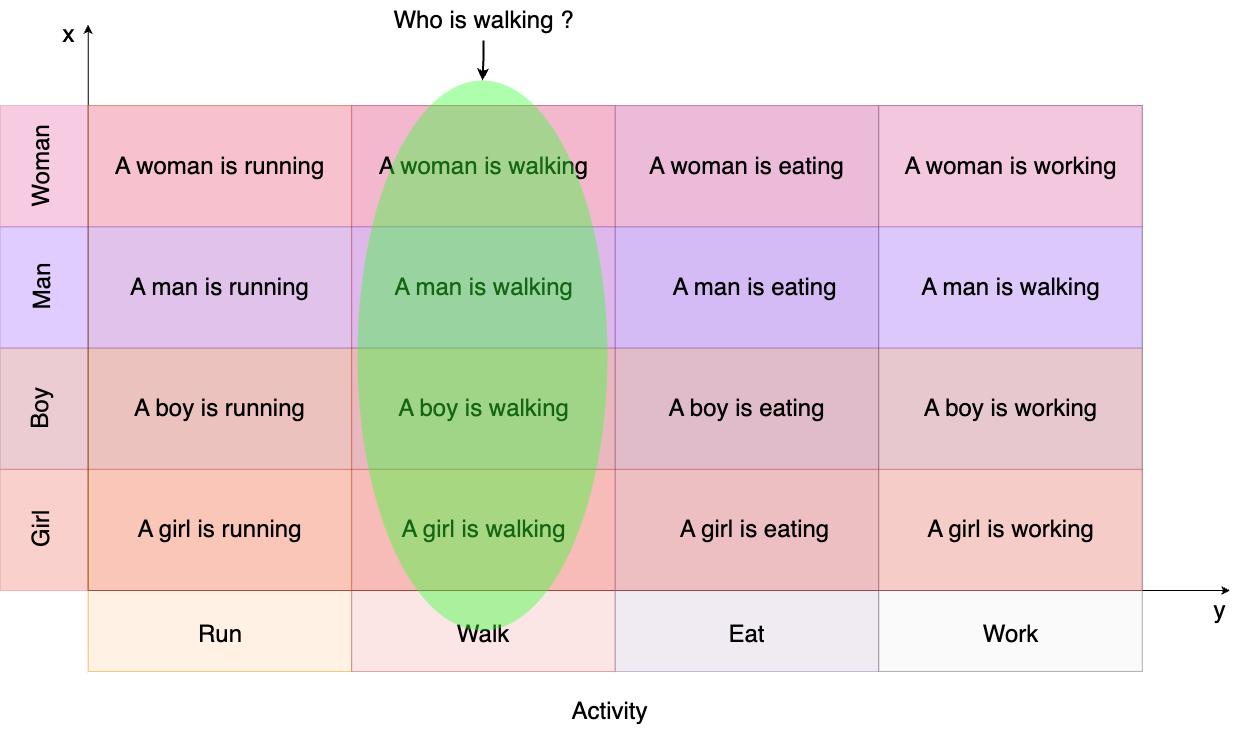 Who is walking ?
x
Woman
A woman is running
A woman is walking
A woman is eating
A woman is working
Man
A man is running
A man is walking
A man is eating
A man is walking
Boy
A boy is running
A boy is walking
A boy is eating
A boy is working
Girl
A girl is running
A girl is walking
A girl is eating
A girl is working
y
Run
Walk
Eat
Work
Activity